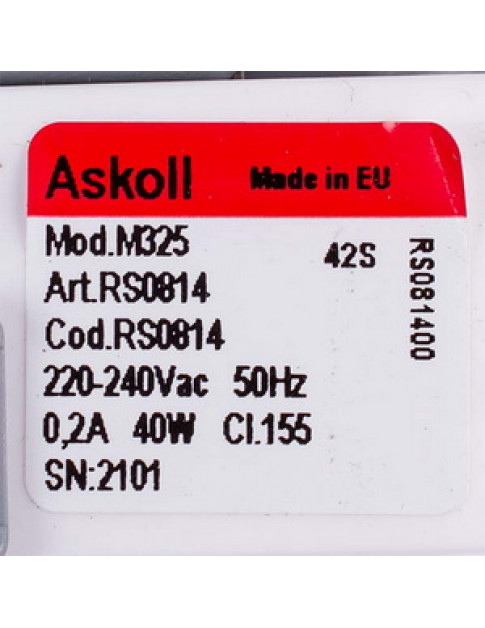 Askoll Made in EU
Mod.M325 42S
Art.RS0814
Cod.RS0814
220-240Vac 50Hz
0,2A 40W Cl.155
SN:2101
RS081400